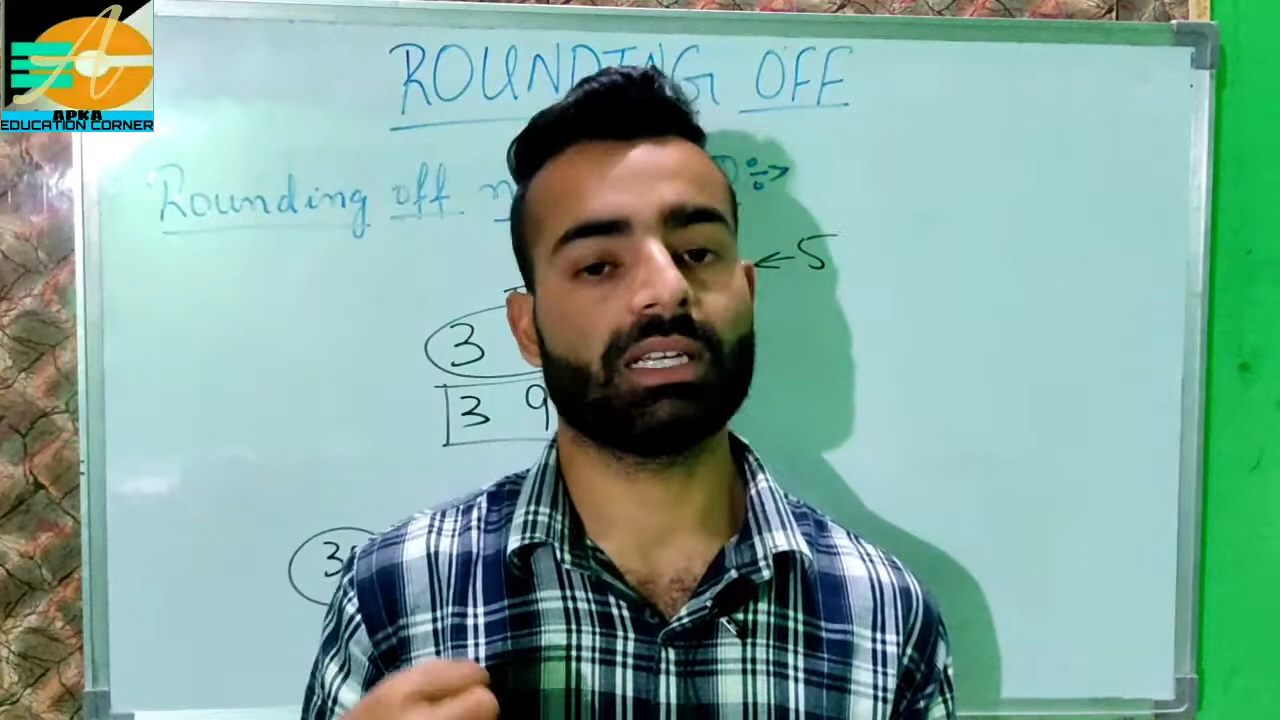 APKA
EDUCATION CORNER
ROUNDING OFF
Rounding off
← 5
3
3 9
3